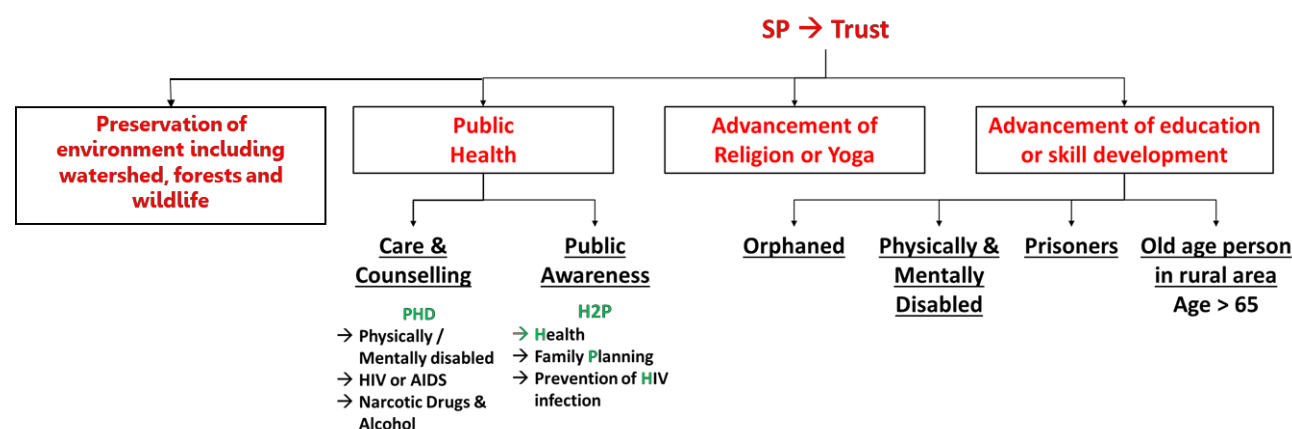 SP → Trust
Preservation of
environment including
watershed, forests and
wildlife
Public
Health
Advancement of
Religion or Yoga
Advancement of education
or skill development
Care &
Counselling
PHD
→ Physically /
Mentally disabled
→ HIV or AIDS
→ Narcotic Drugs &
Alcohol
Public
Awareness
H2P
→ Health
→ Family Planning
→ Prevention of HIV
infection
Orphaned
Physically &
Mentally
Disabled
Prisoners
Old age person
in rural area
Age > 65